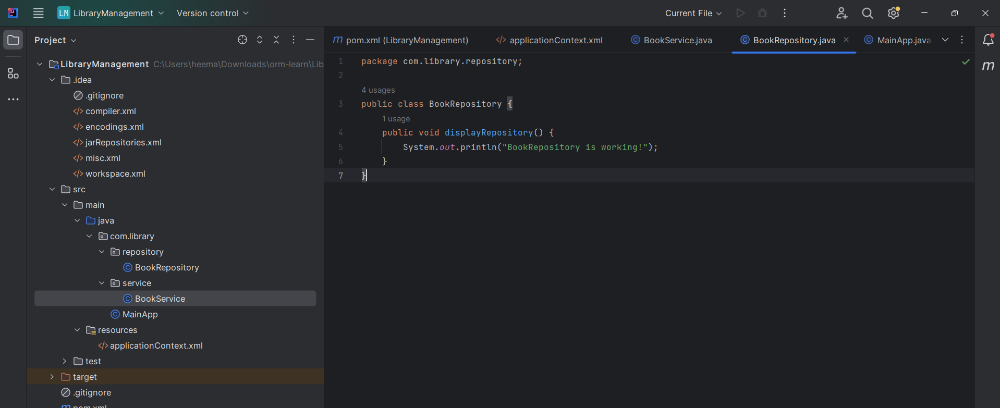 LM LibraryManagement Version control Current File
Project
LibraryManagement C:\Users\heema\Downloads\orm-learn\Lib
.idea
.gitignore
compiler.xml
encodings.xml
jarRepositories.xml
misc.xml
workspace.xml
src
main
java
com.library
repository
BookRepository
service
BookService
MainApp
resources
applicationContext.xml
test
target
.gitignore
pom.xml
pom.xml (LibraryManagement) applicationContext.xml BookService.java BookRepository.java MainApp.java
1 package com.library.repository;
2
4 usages
3 public class BookRepository {
1 usage
4 public void displayRepository() {
5 System.out.println("BookRepository is working!");
6 }
7 }